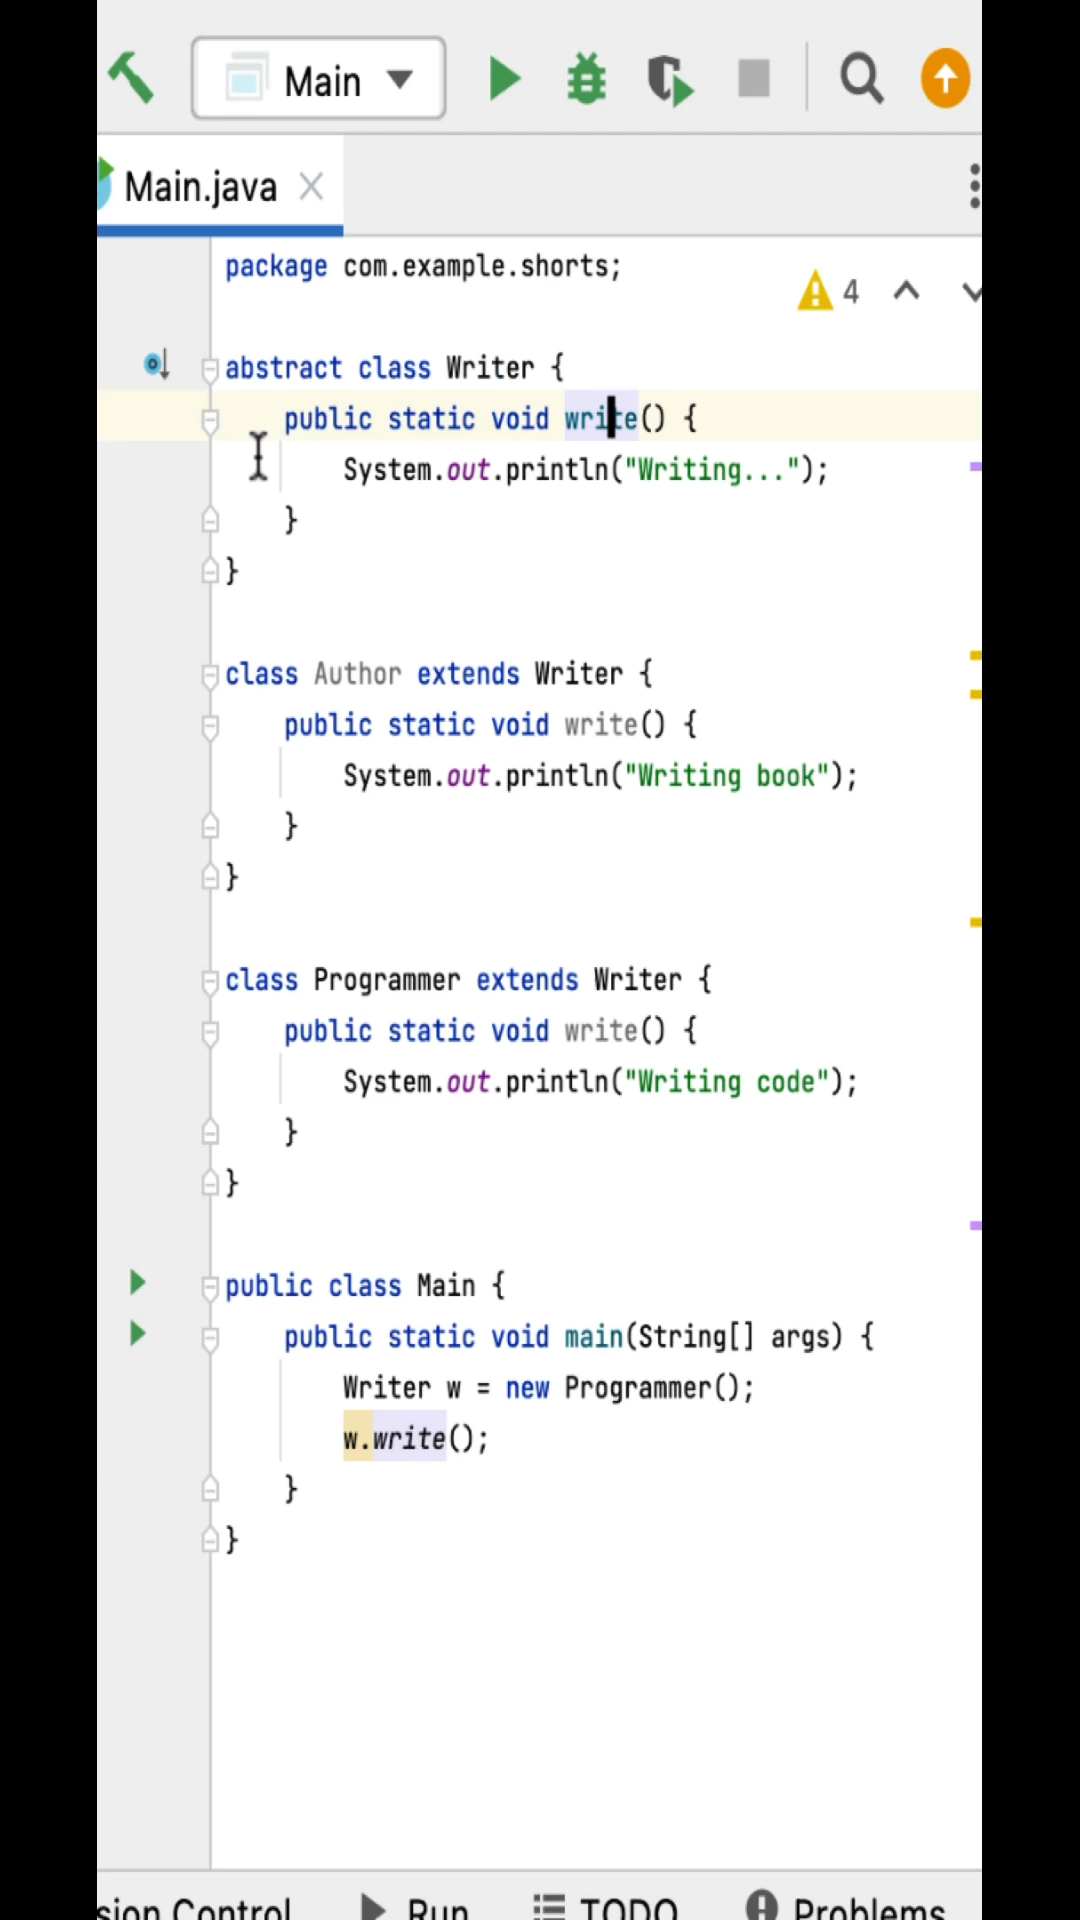 Main
Main.java
package com.example.shorts;
4
abstract class Writer {
public static void write() {
System.out.println("Writing...");
}
}
class Author extends Writer {
public static void write() {
System.out.println("Writing book");
}
}
class Programmer extends Writer {
public static void write() {
System.out.println("Writing code");
}
}
public class Main {
public static void main(String[] args) {
Writer w = new Programmer();
w.write();
}
}
sion Control Run TODO Problems